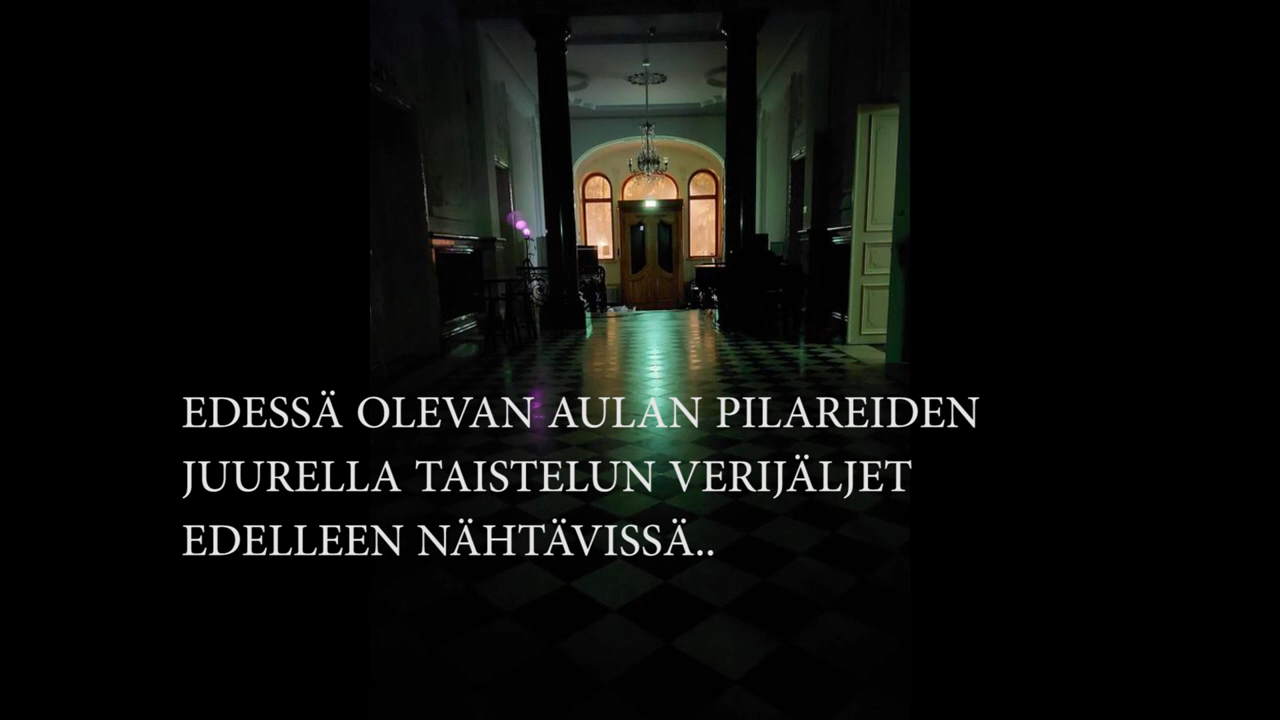 EDESSÄ OLEVAN AULAN PILAREIDEN
JUURELLA TAISTELUN VERIJÄLJET
EDELLEEN NÄHTÄVISSÄ..